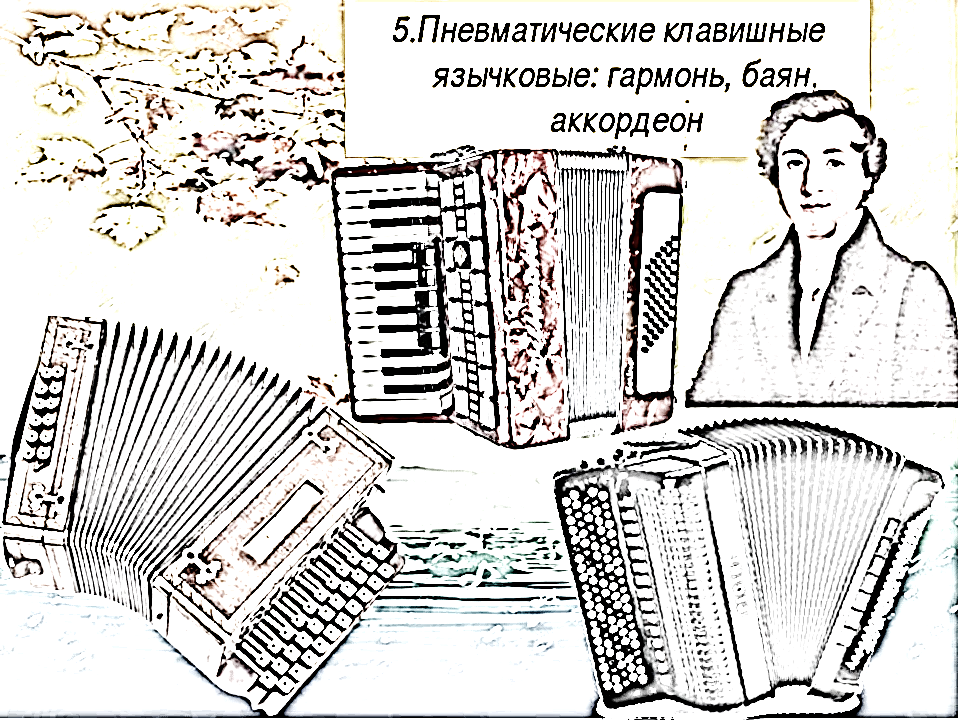 5.Пневматические клавишные
язычковые: гармонь, баян,
аккордеон